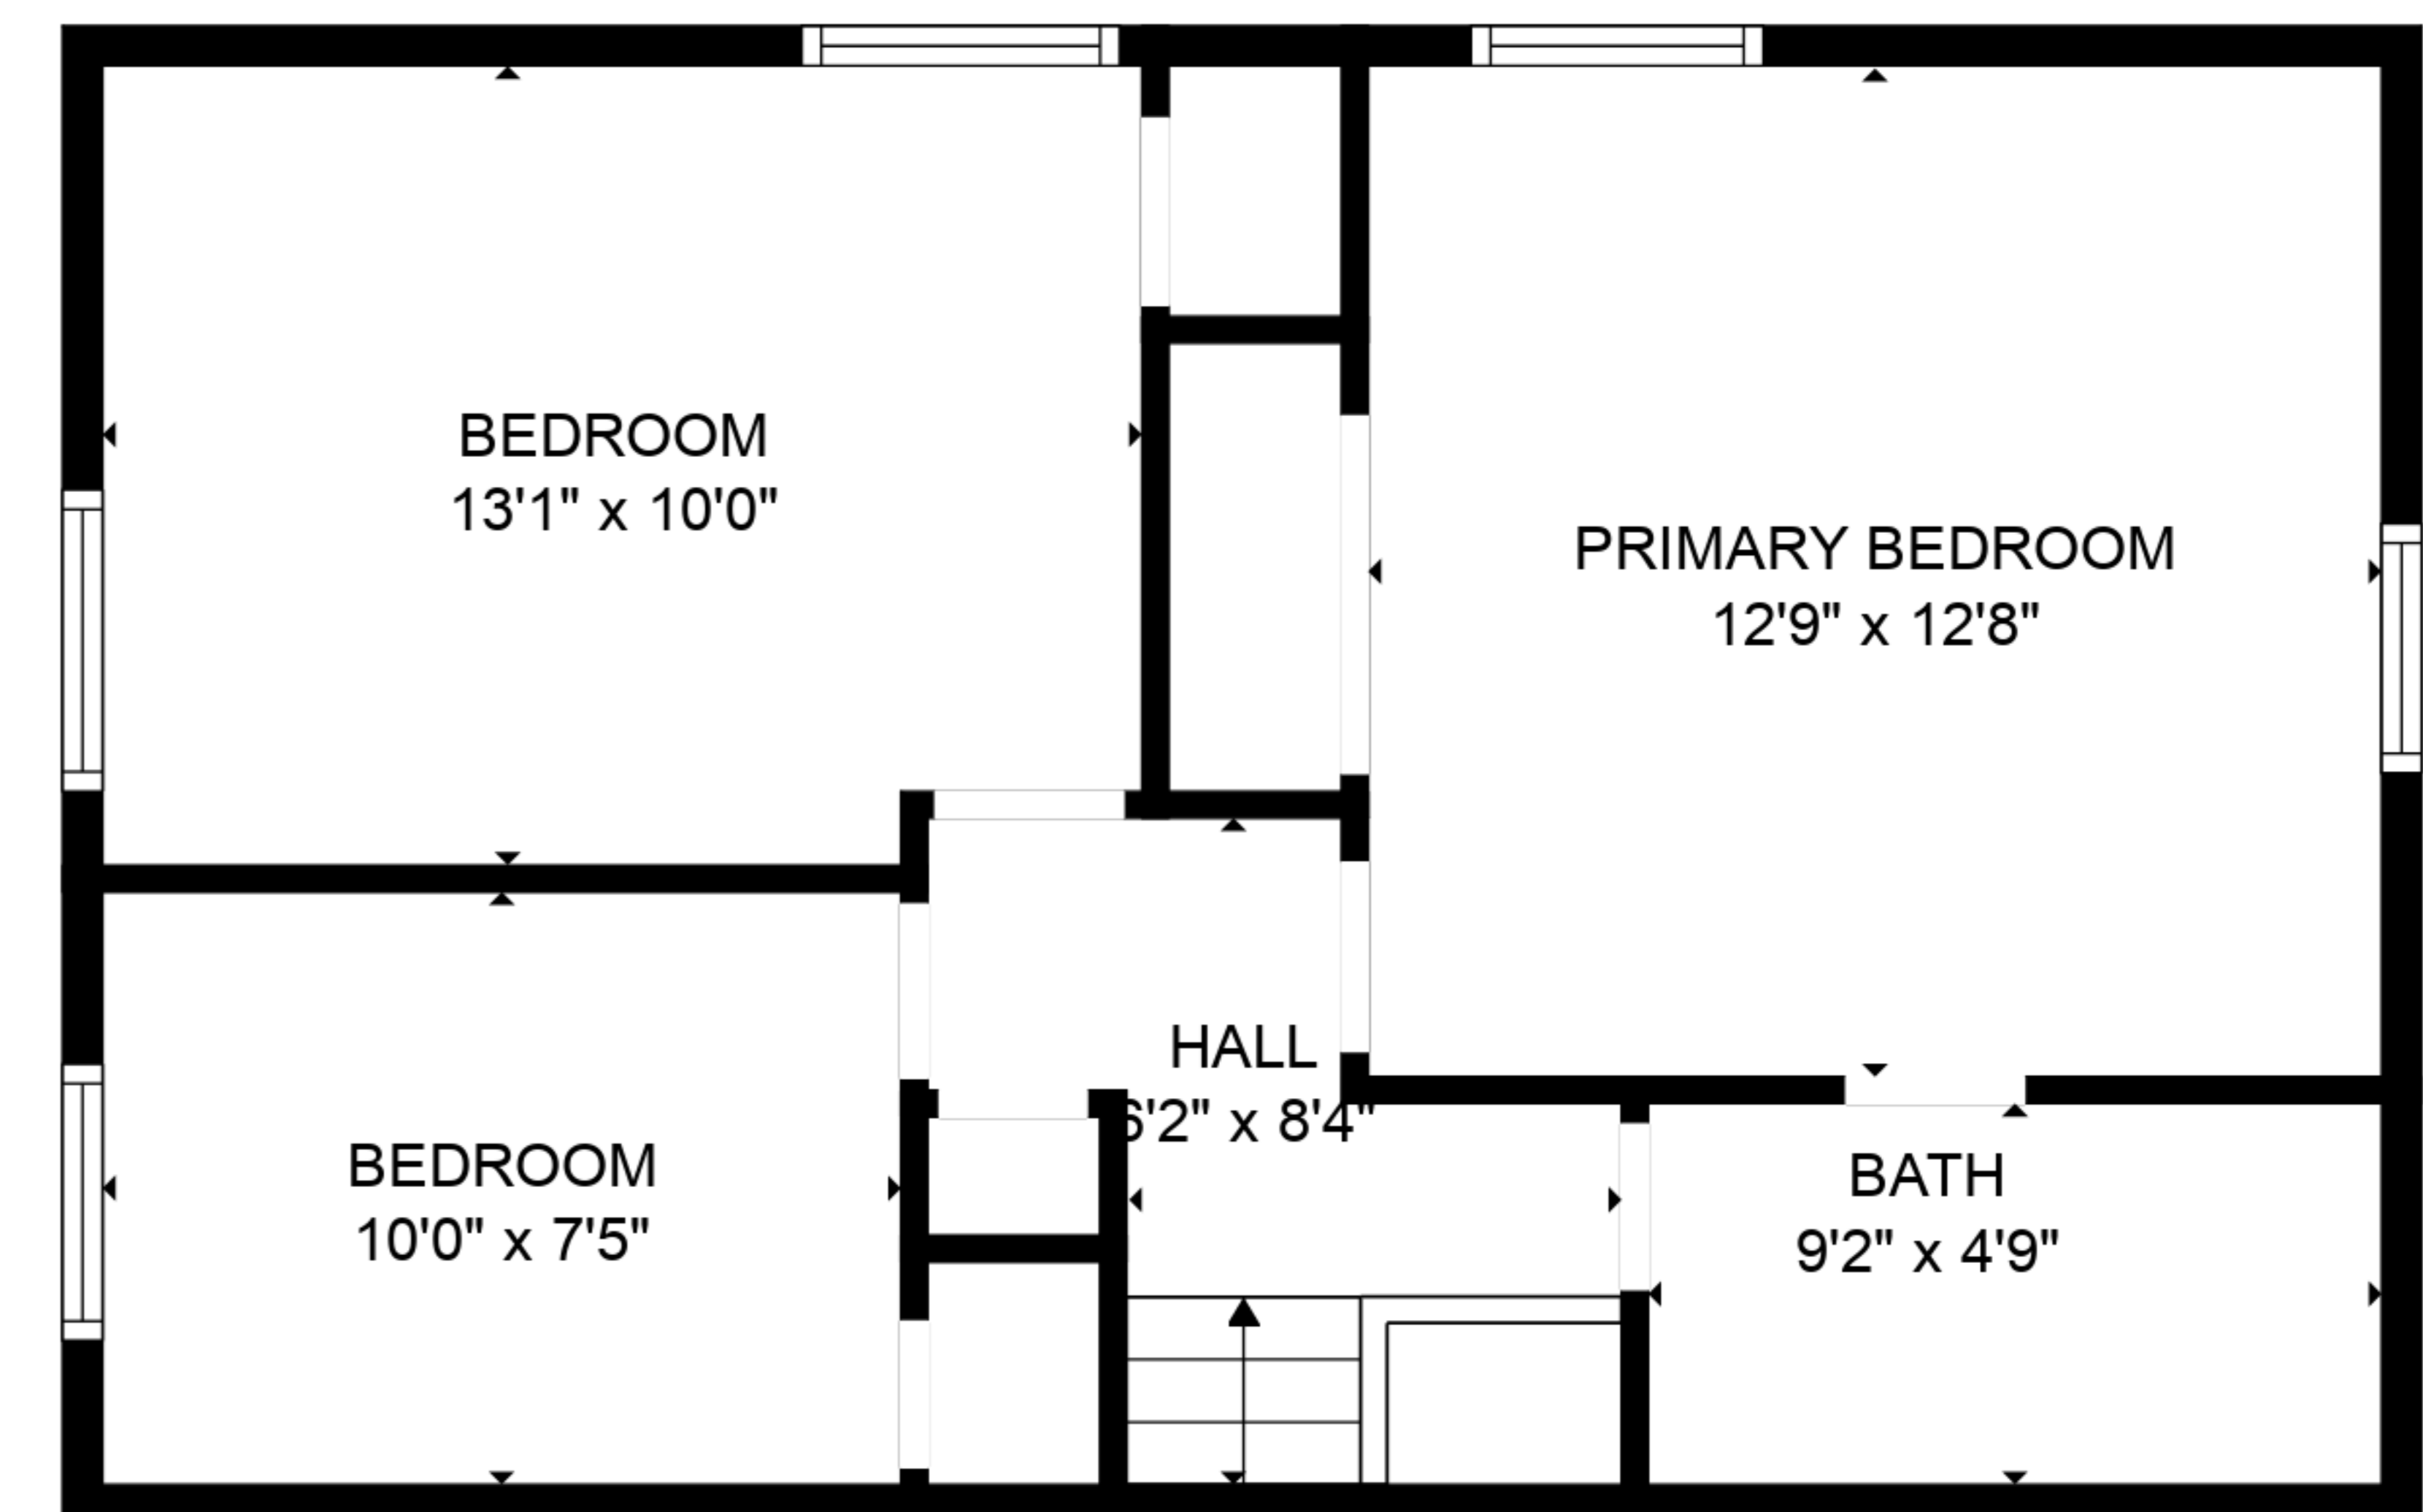 BEDROOM
13'1" x 10'0"
PRIMARY BEDROOM
12'9" x 12'8"
HALL
6'2" x 8'4"
BEDROOM
10'0" x 7'5"
BATH
9'2" x 4'9"